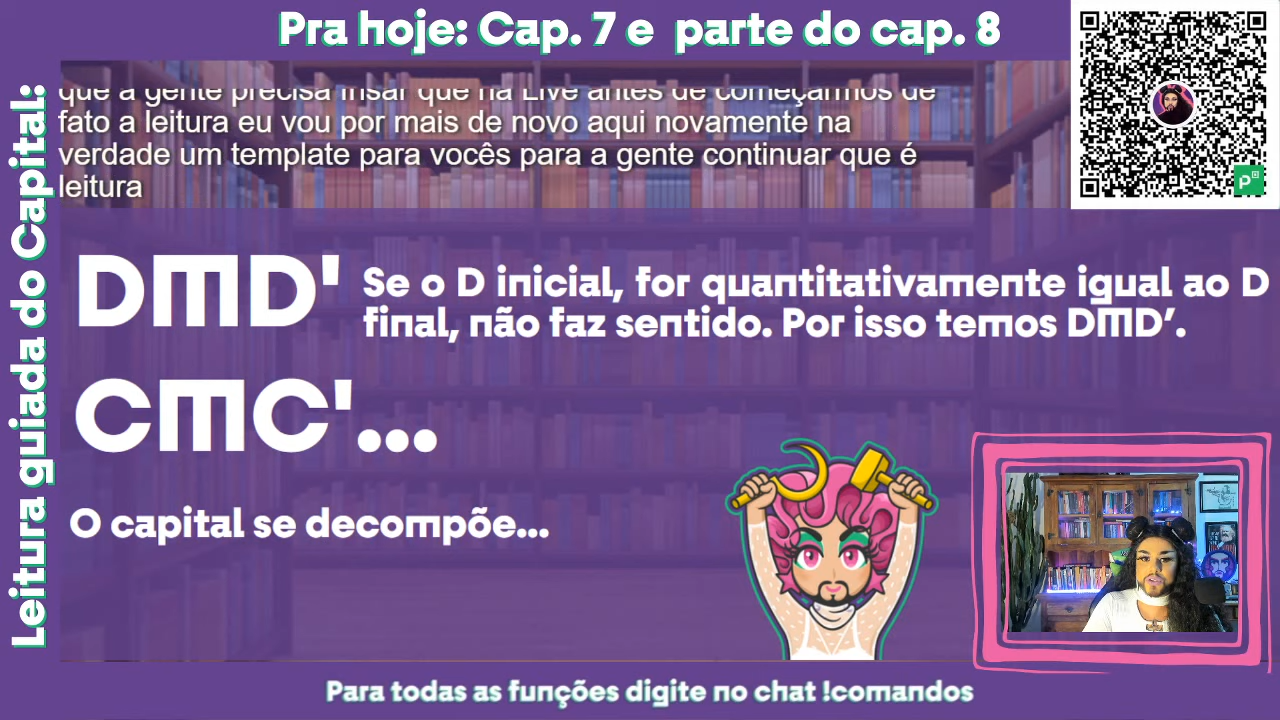 Pra hoje: Cap. 7 e parte do cap. 8
Leitura guiada do Capital:
que a gente precisa frisar que na Live antes de começarmos de
fato a leitura eu vou por mais de novo aqui novamente na
verdade um template para vocês para a gente continuar que é
leitura
DMD'
Se o D inicial, for quantitativamente igual ao D
final, não faz sentido. Por isso temos DMD’.
CMC'...
O capital se decompõe...
Para todas as funções digite no chat !comandos